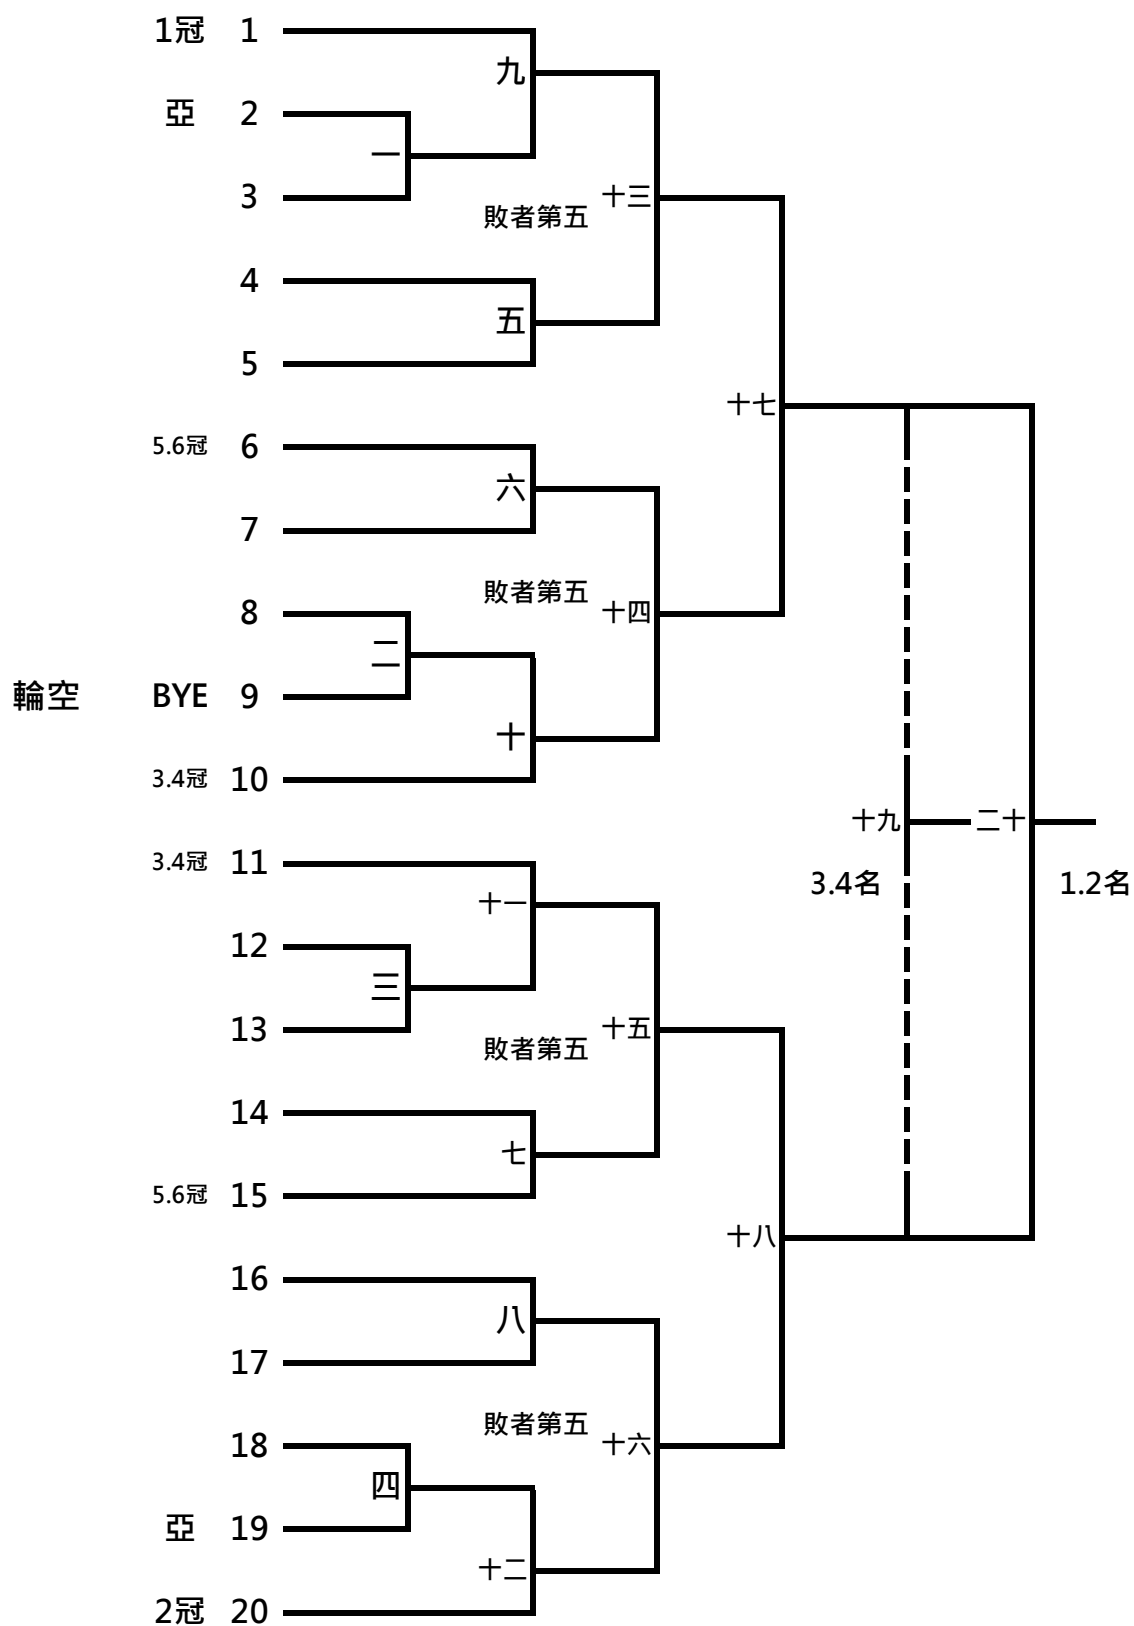 1冠 1
九
亞 2
一
3
十三
敗者第五
4
五
5
十七
5.6冠 6
六
7
敗者第五
十四
8
二
輪空 BYE 9
十
3.4冠 10
十九 二十
3.4冠 11
3.4名 1.2名
十一
12
三
13
十五
敗者第五
14
七
5.6冠 15
十八
16
八
17
敗者第五
18
十六
四
亞 19
十二
2冠 20